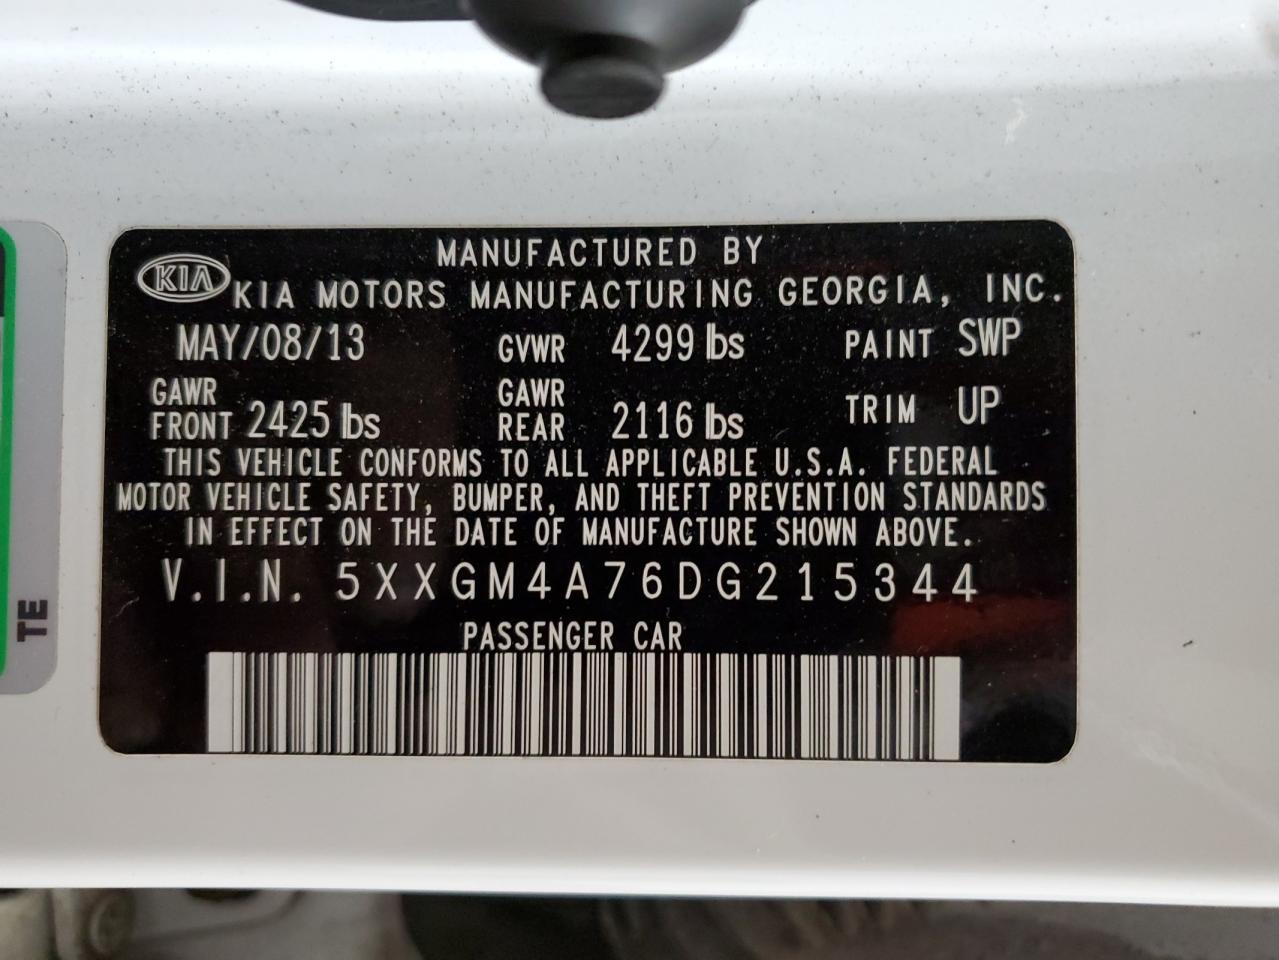 MANUFACTURED BY
KIA KIA MOTORS MANUFACTURING GEORGIA, INC.
MAY/08/13 GVWR 4299 lbs PAINT SWP
GAWR FRONT 2425 lbs GAWR REAR 2116 lbs TRIM UP
THIS VEHICLE CONFORMS TO ALL APPLICABLE U.S.A. FEDERAL
MOTOR VEHICLE SAFETY, BUMPER, AND THEFT PREVENTION STANDARDS
IN EFFECT ON THE DATE OF MANUFACTURE SHOWN ABOVE.
V.I.N. 5XXGM4A76DG215344
PASSENGER CAR
TE